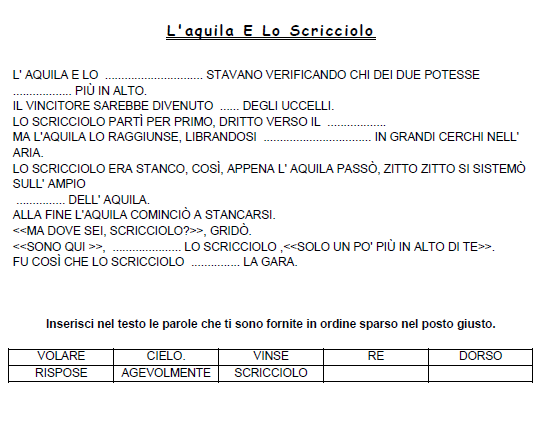 L'aquila E Lo Scricciolo
L' AQUILA E LO .............................. STAVANO VERIFICANDO CHI DEI DUE POTESSE
.................. PIÙ IN ALTO.
IL VINCITORE SAREBBE DIVENUTO ...... DEGLI UCCELLI.
LO SCRICCIOLO PARTÌ PER PRIMO, DRITTO VERSO IL ..................
MA L'AQUILA LO RAGGIUNSE, LIBRANDOSI ................................. IN GRANDI CERCHI NELL'
ARIA.
LO SCRICCIOLO ERA STANCO, COSÌ, APPENA L' AQUILA PASSÒ, ZITTO ZITTO SI SISTEMÒ
SULL' AMPIO
............... DELL' AQUILA.
ALLA FINE L'AQUILA COMINCIÒ A STANCARSI.
<<MA DOVE SEI, SCRICCIOLO?>>, GRIDÒ.
<<SONO QUI >>, ..................... LO SCRICCIOLO ,<<SOLO UN PO' PIÙ IN ALTO DI TE>>.
FU COSÌ CHE LO SCRICCIOLO ............... LA GARA.
Inserisci nel testo le parole che ti sono fornite in ordine sparso nel posto giusto.
VOLARE CIELO. VINSE RE DORSO
RISPOSE AGEVOLMENTE SCRICCIOLO